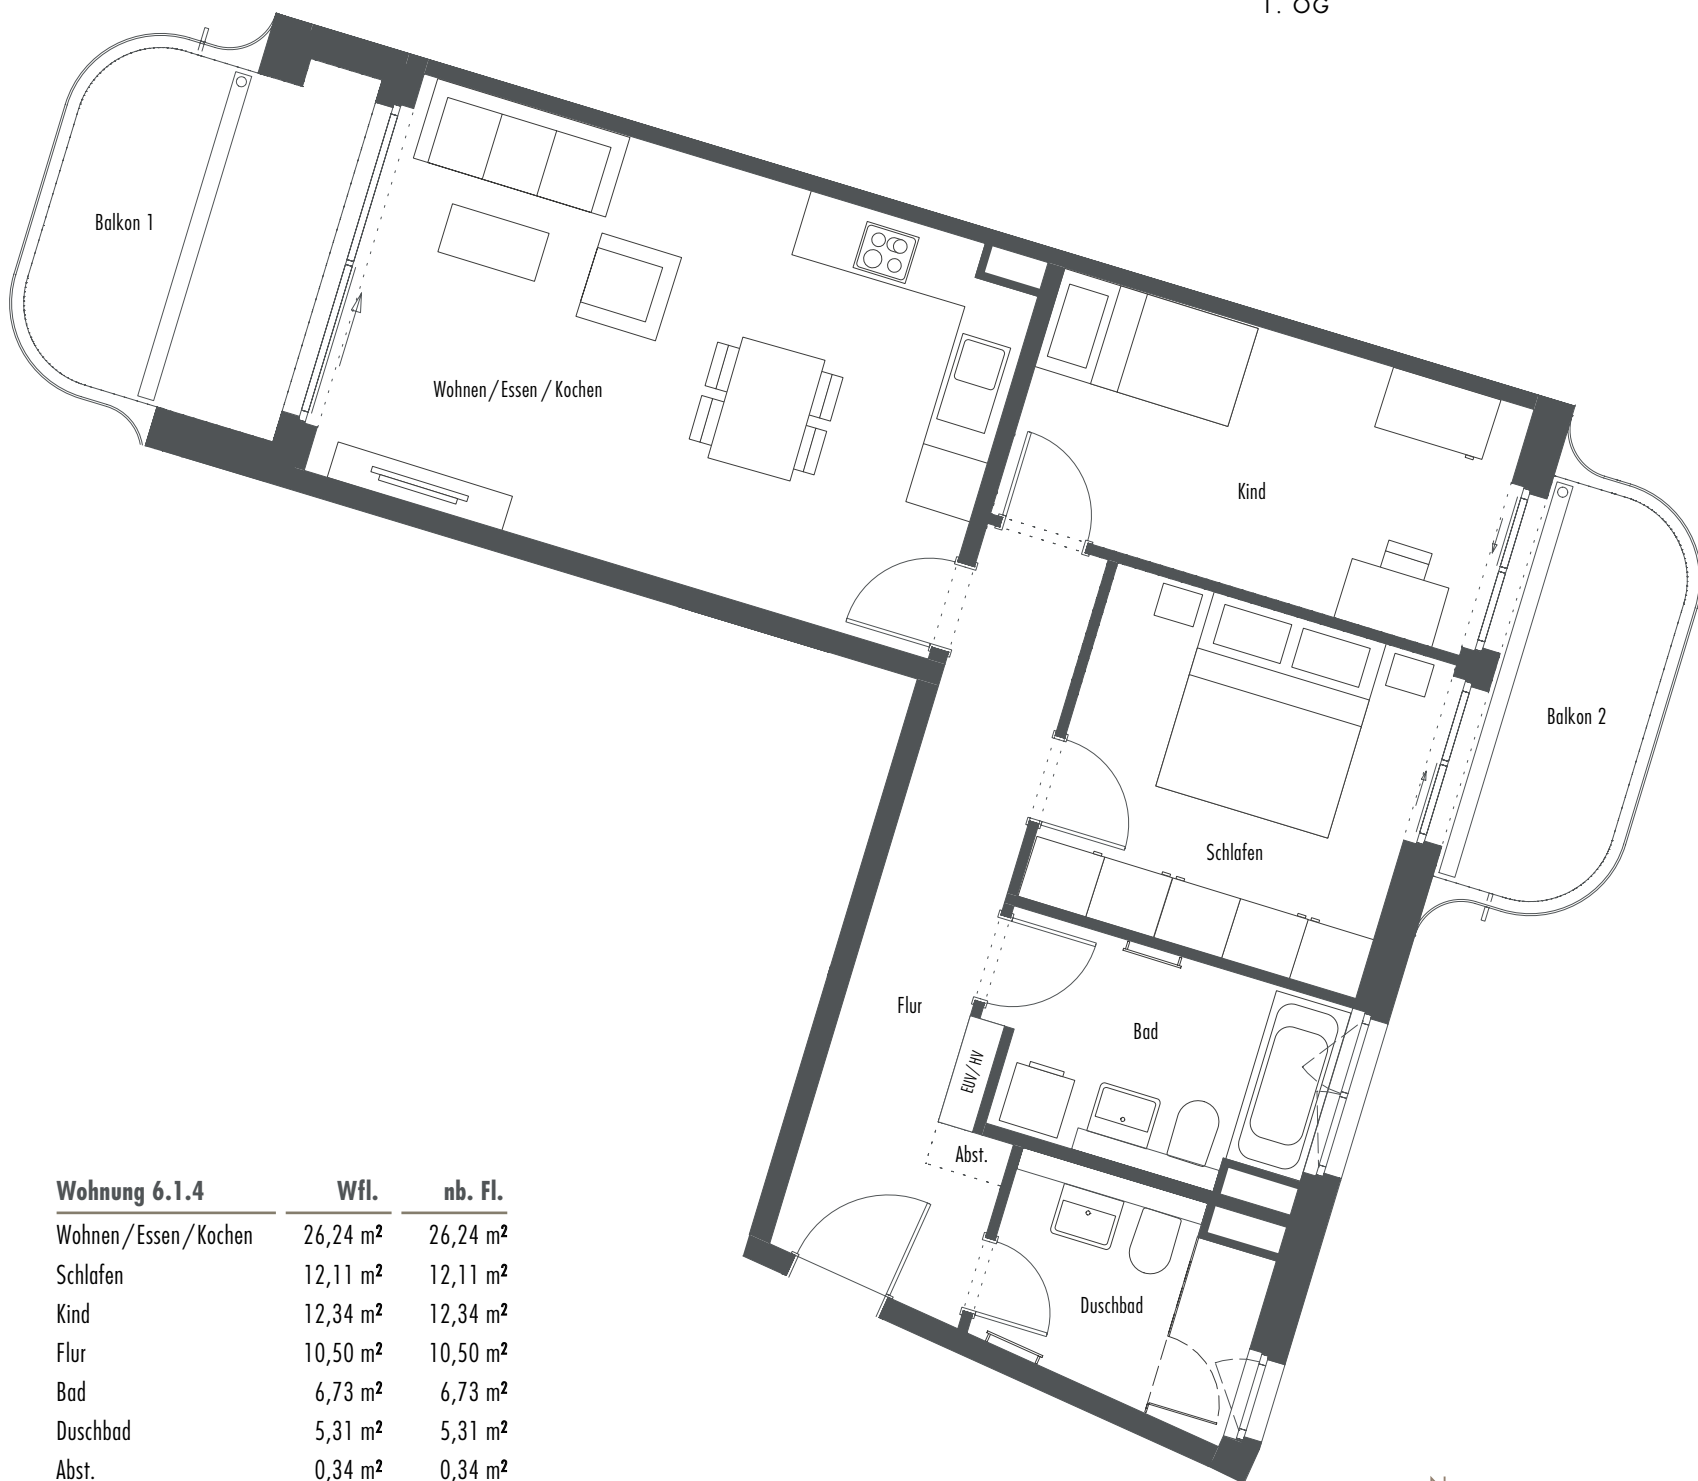 1. OG
Balkon 1
Wohnen/Essen / Kochen
Kind
Balkon 2
Schlafen
Flur
Bad
EUV/HV
Abst.
Duschbad
Wohnung 6.1.4 Wfl. nb. Fl.
Wohnen/Essen/Kochen 26,24 m² 26,24 m²
Schlafen 12,11 m² 12,11 m²
Kind 12,34 m² 12,34 m²
Flur 10,50 m² 10,50 m²
Bad 6,73 m² 6,73 m²
Duschbad 5,31 m² 5,31 m²
Abst. 0,34 m² 0,34 m²